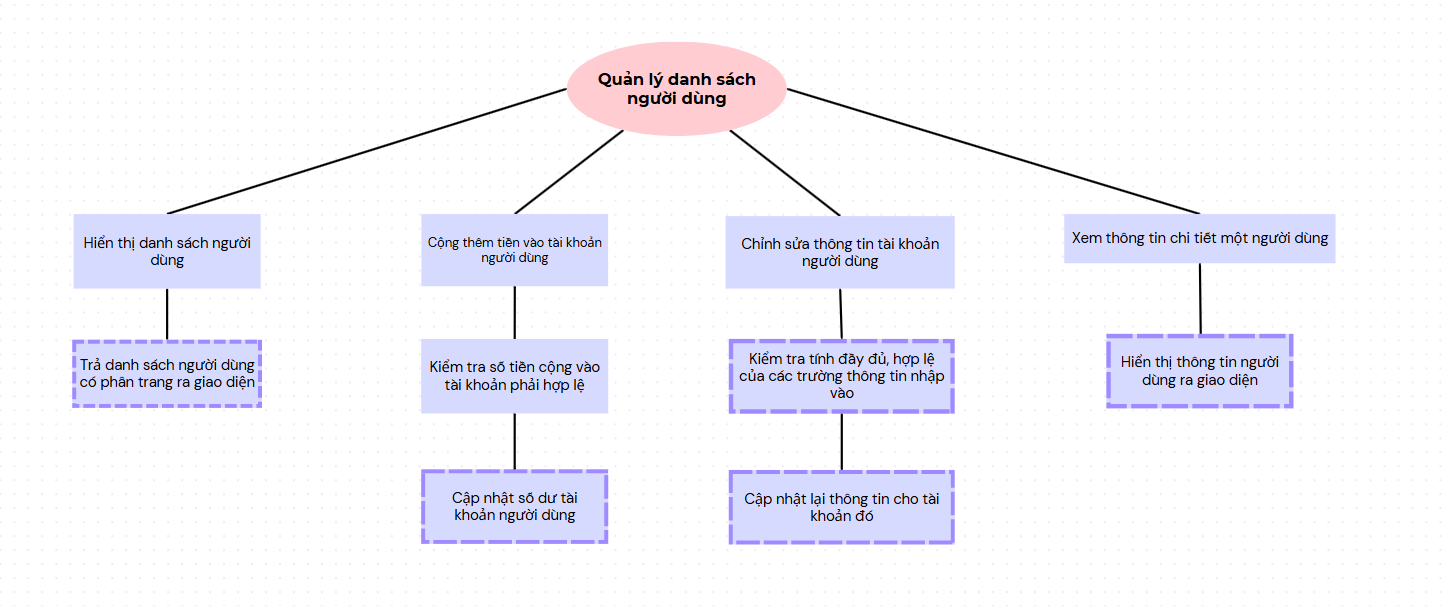 Quản lý danh sách
người dùng
Hiển thị danh sách người
dùng
Cộng thêm tiền vào tài khoản
người dùng
Chỉnh sửa thông tin tài khoản
người dùng
Xem thông tin chi tiết một người dùng
Trả danh sách người dùng
có phân trang ra giao diện
Kiểm tra số tiền cộng vào
tài khoản phải hợp lệ
Kiểm tra tính đầy đủ, hợp lệ
của các trường thông tin nhập
vào
Hiển thị thông tin người
dùng ra giao diện
Cập nhật số dư tài
khoản người dùng
Cập nhật lại thông tin cho tài
khoản đó